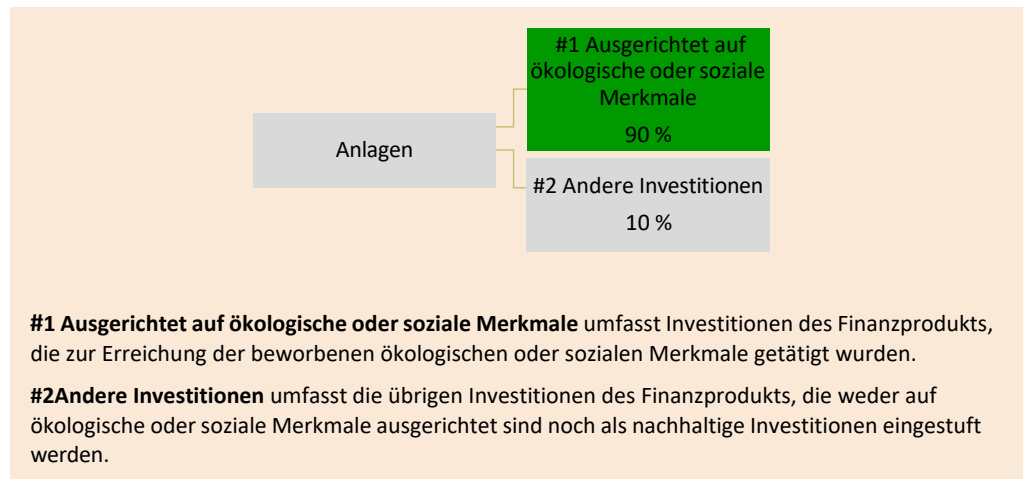 #1 Ausgerichtet auf
ökologische oder soziale
Merkmale
90 %
Anlagen
#2 Andere Investitionen
10 %
#1 Ausgerichtet auf ökologische oder soziale Merkmale umfasst Investitionen des Finanzprodukts,
die zur Erreichung der beworbenen ökologischen oder sozialen Merkmale getätigt wurden.
#2Andere Investitionen umfasst die übrigen Investitionen des Finanzprodukts, die weder auf
ökologische oder soziale Merkmale ausgerichtet sind noch als nachhaltige Investitionen eingestuft
werden.